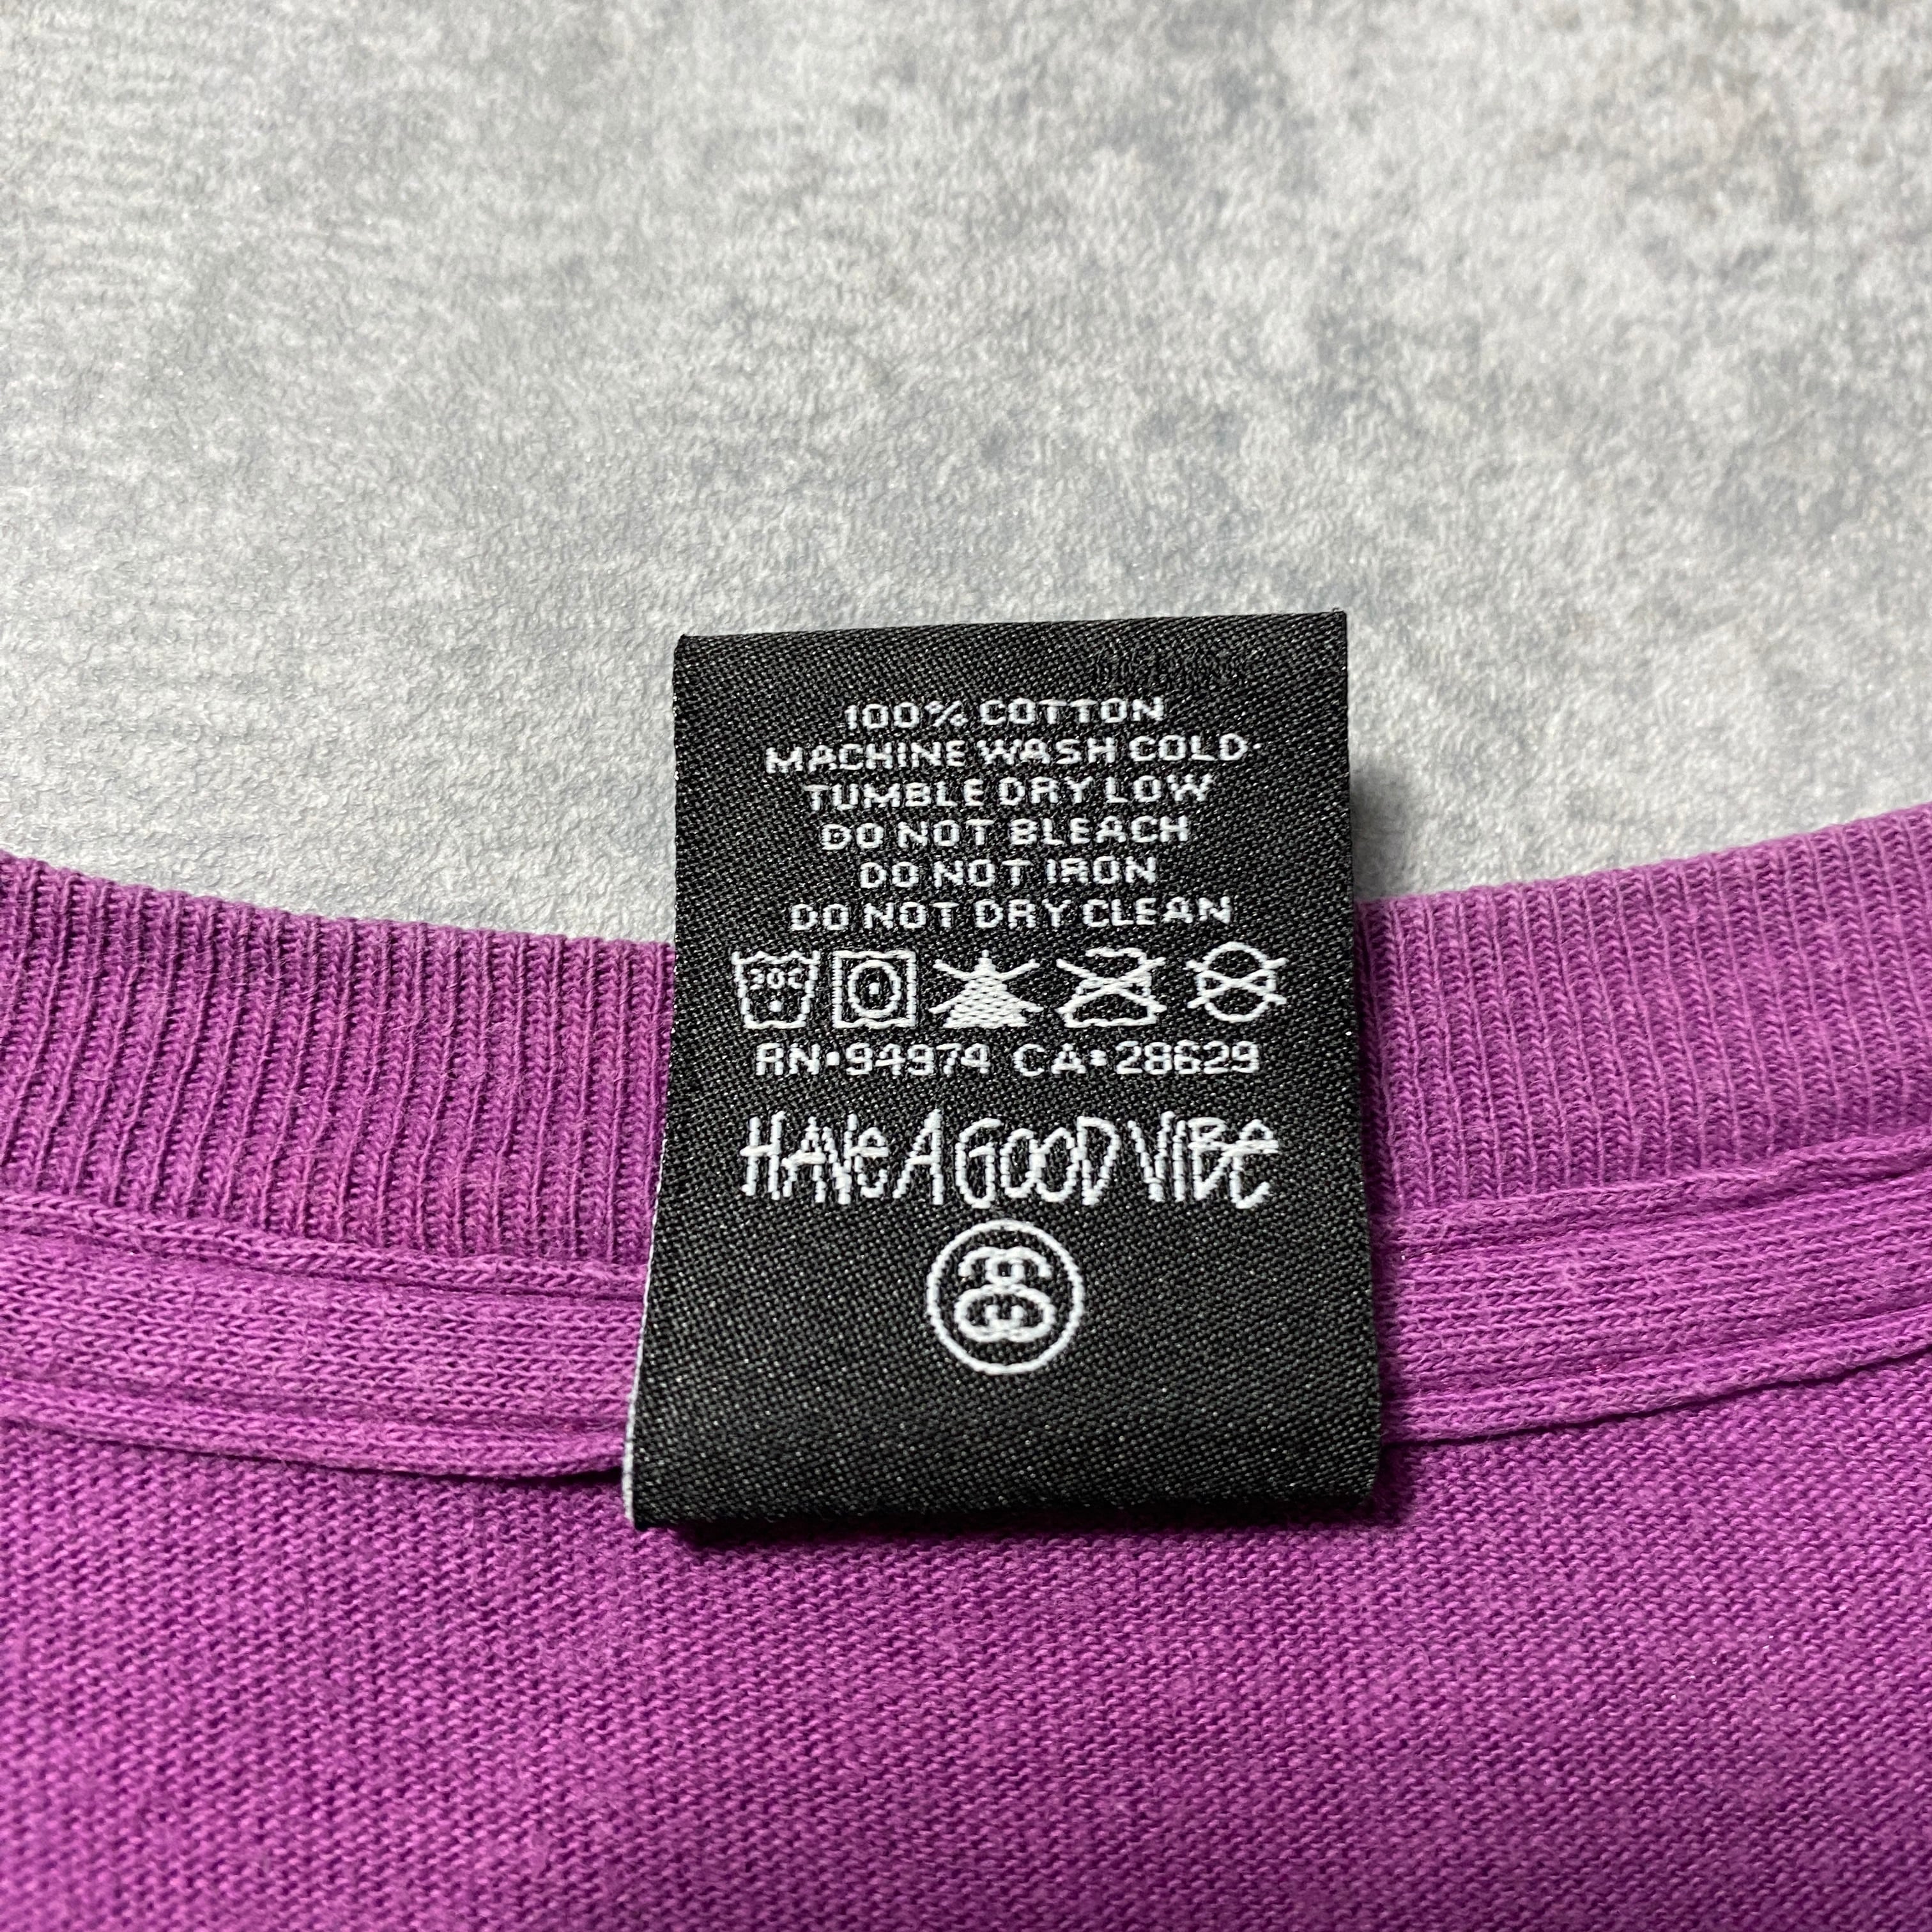 100% COTTON
MACHINE WASH COLD
TUMBLE DRY LOW
DO NOT BLEACH
DO NOT IRON
DO NOT DRY CLEAN
RN•94974 CA•28629
HAVE A GOOD VIBE